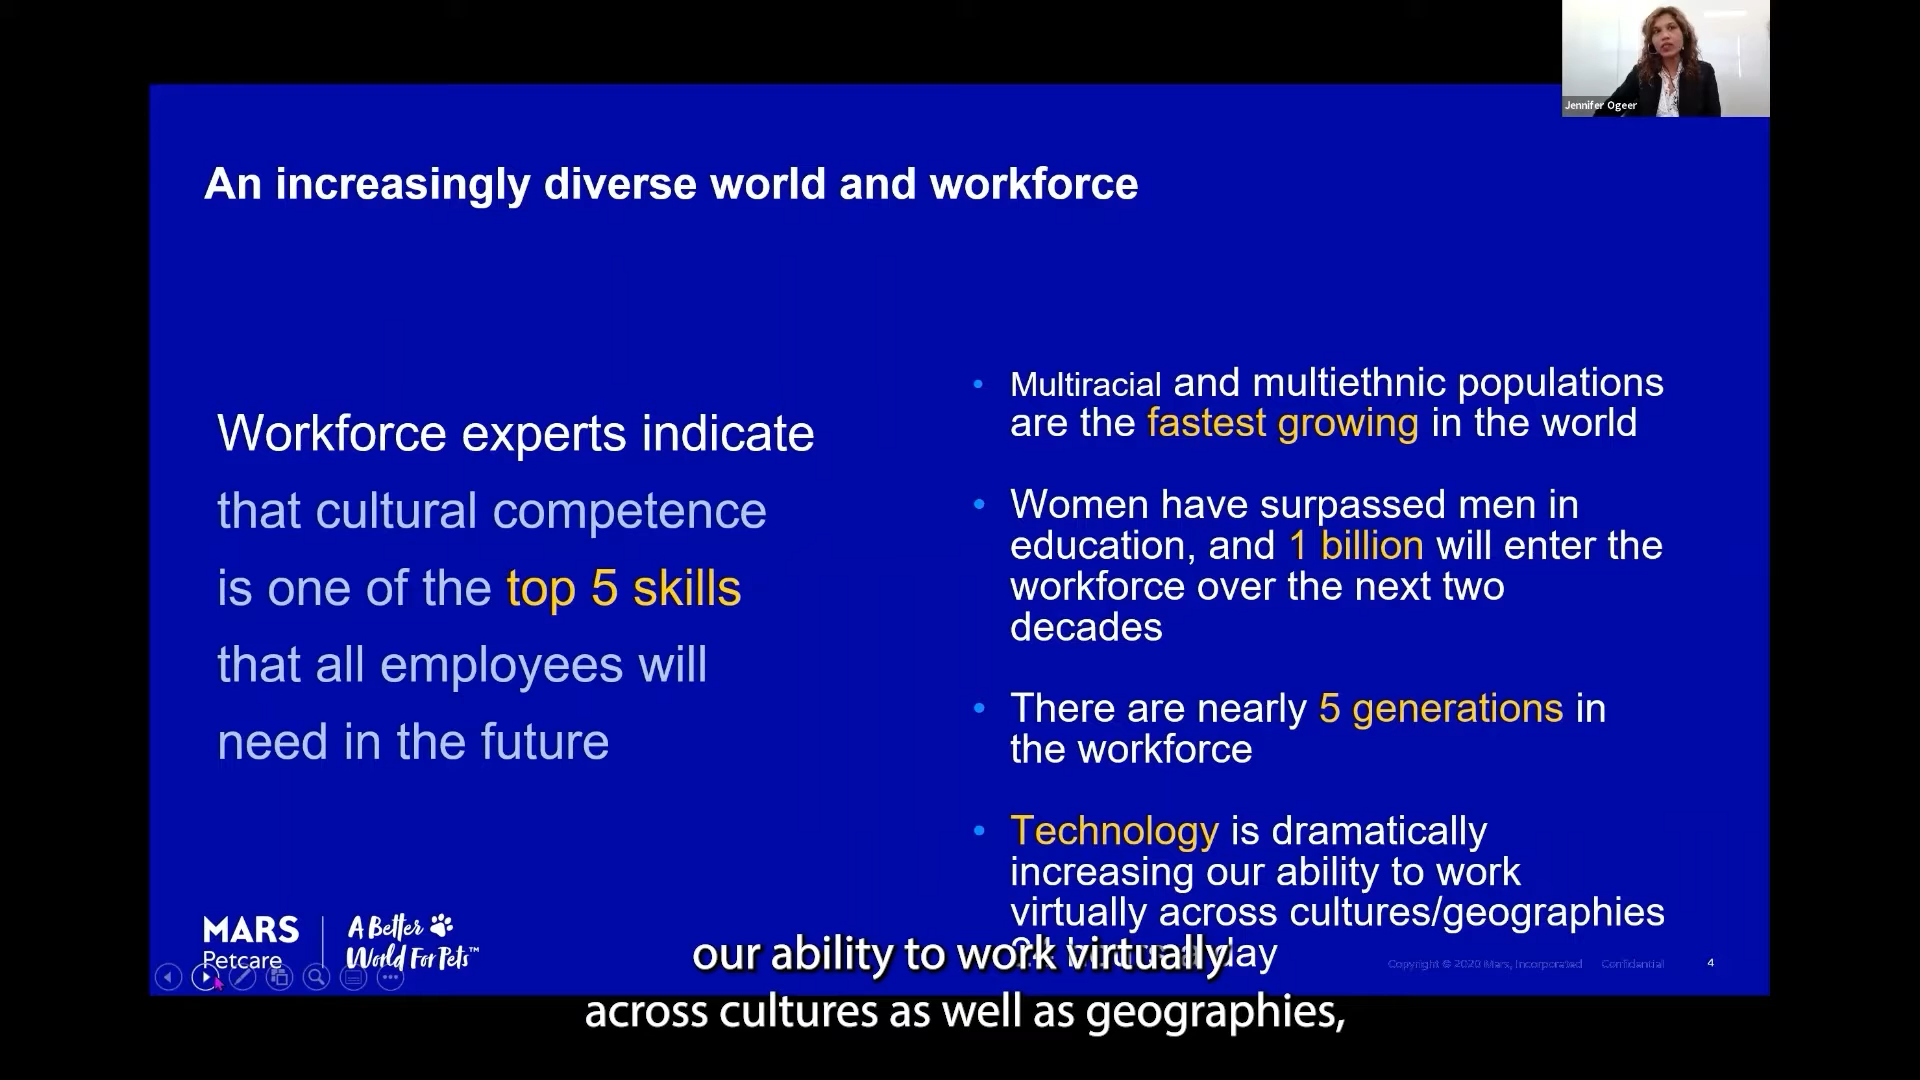 Jennifer Ogeer
An increasingly diverse world and workforce
Workforce experts indicate
that cultural competence
is one of the top 5 skills
that all employees will
need in the future
• Multiracial and multiethnic populations
are the fastest growing in the world
• Women have surpassed men in
education, and 1 billion will enter the
workforce over the next two
decades
• There are nearly 5 generations in
the workforce
• Technology is dramatically
increasing our ability to work
virtually across cultures/geographies
day
MARS
Petcare
A Better
World For Pets™
Copyright © 2020 Mars, Incorporated Confidential
4
our ability to work virtually
across cultures as well as geographies,